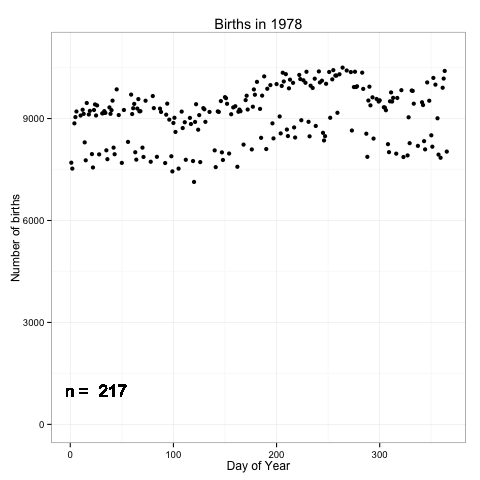 Births in 1978
Number of births
9000
6000
3000
0
n = 217
0 100 200 300
Day of Year